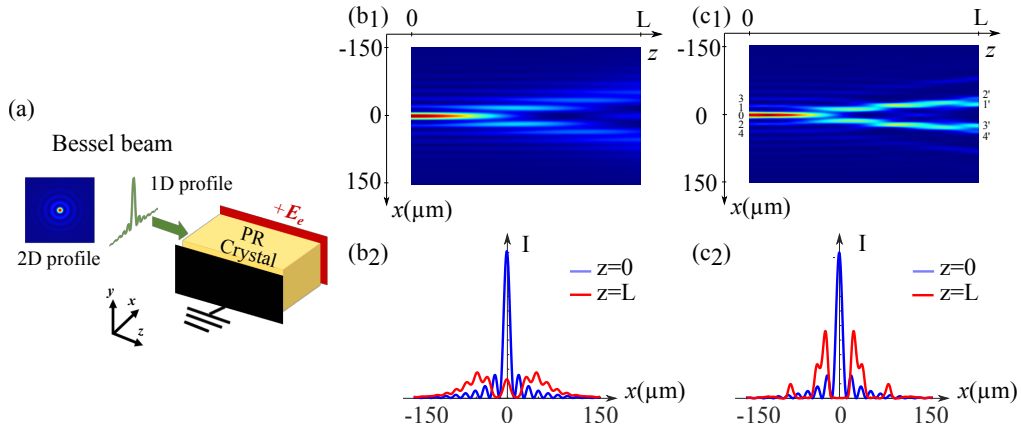 (a)
Bessel beam
1D profile
2D profile
+E_e
PR
Crystal
y
x
z
(b1)
0
L
z
-150
0
150
x(μm)
(b2)
I
z=0
z=L
x(μm)
-150
0
150
(c1)
0
L
z
-150
0
150
x(μm)
3
1
0
2
4
2'
1'
3'
4'
(c2)
I
z=0
z=L
x(μm)
-150
0
150